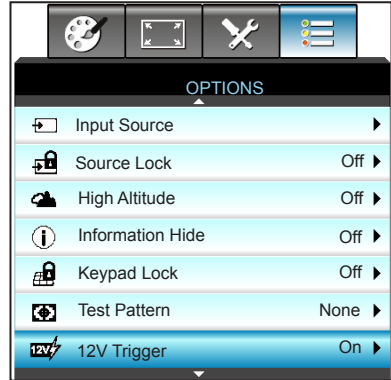 OPTIONS
Input Source
Source Lock Off
High Altitude Off
Information Hide Off
Keypad Lock Off
Test Pattern None
12V 12V Trigger On